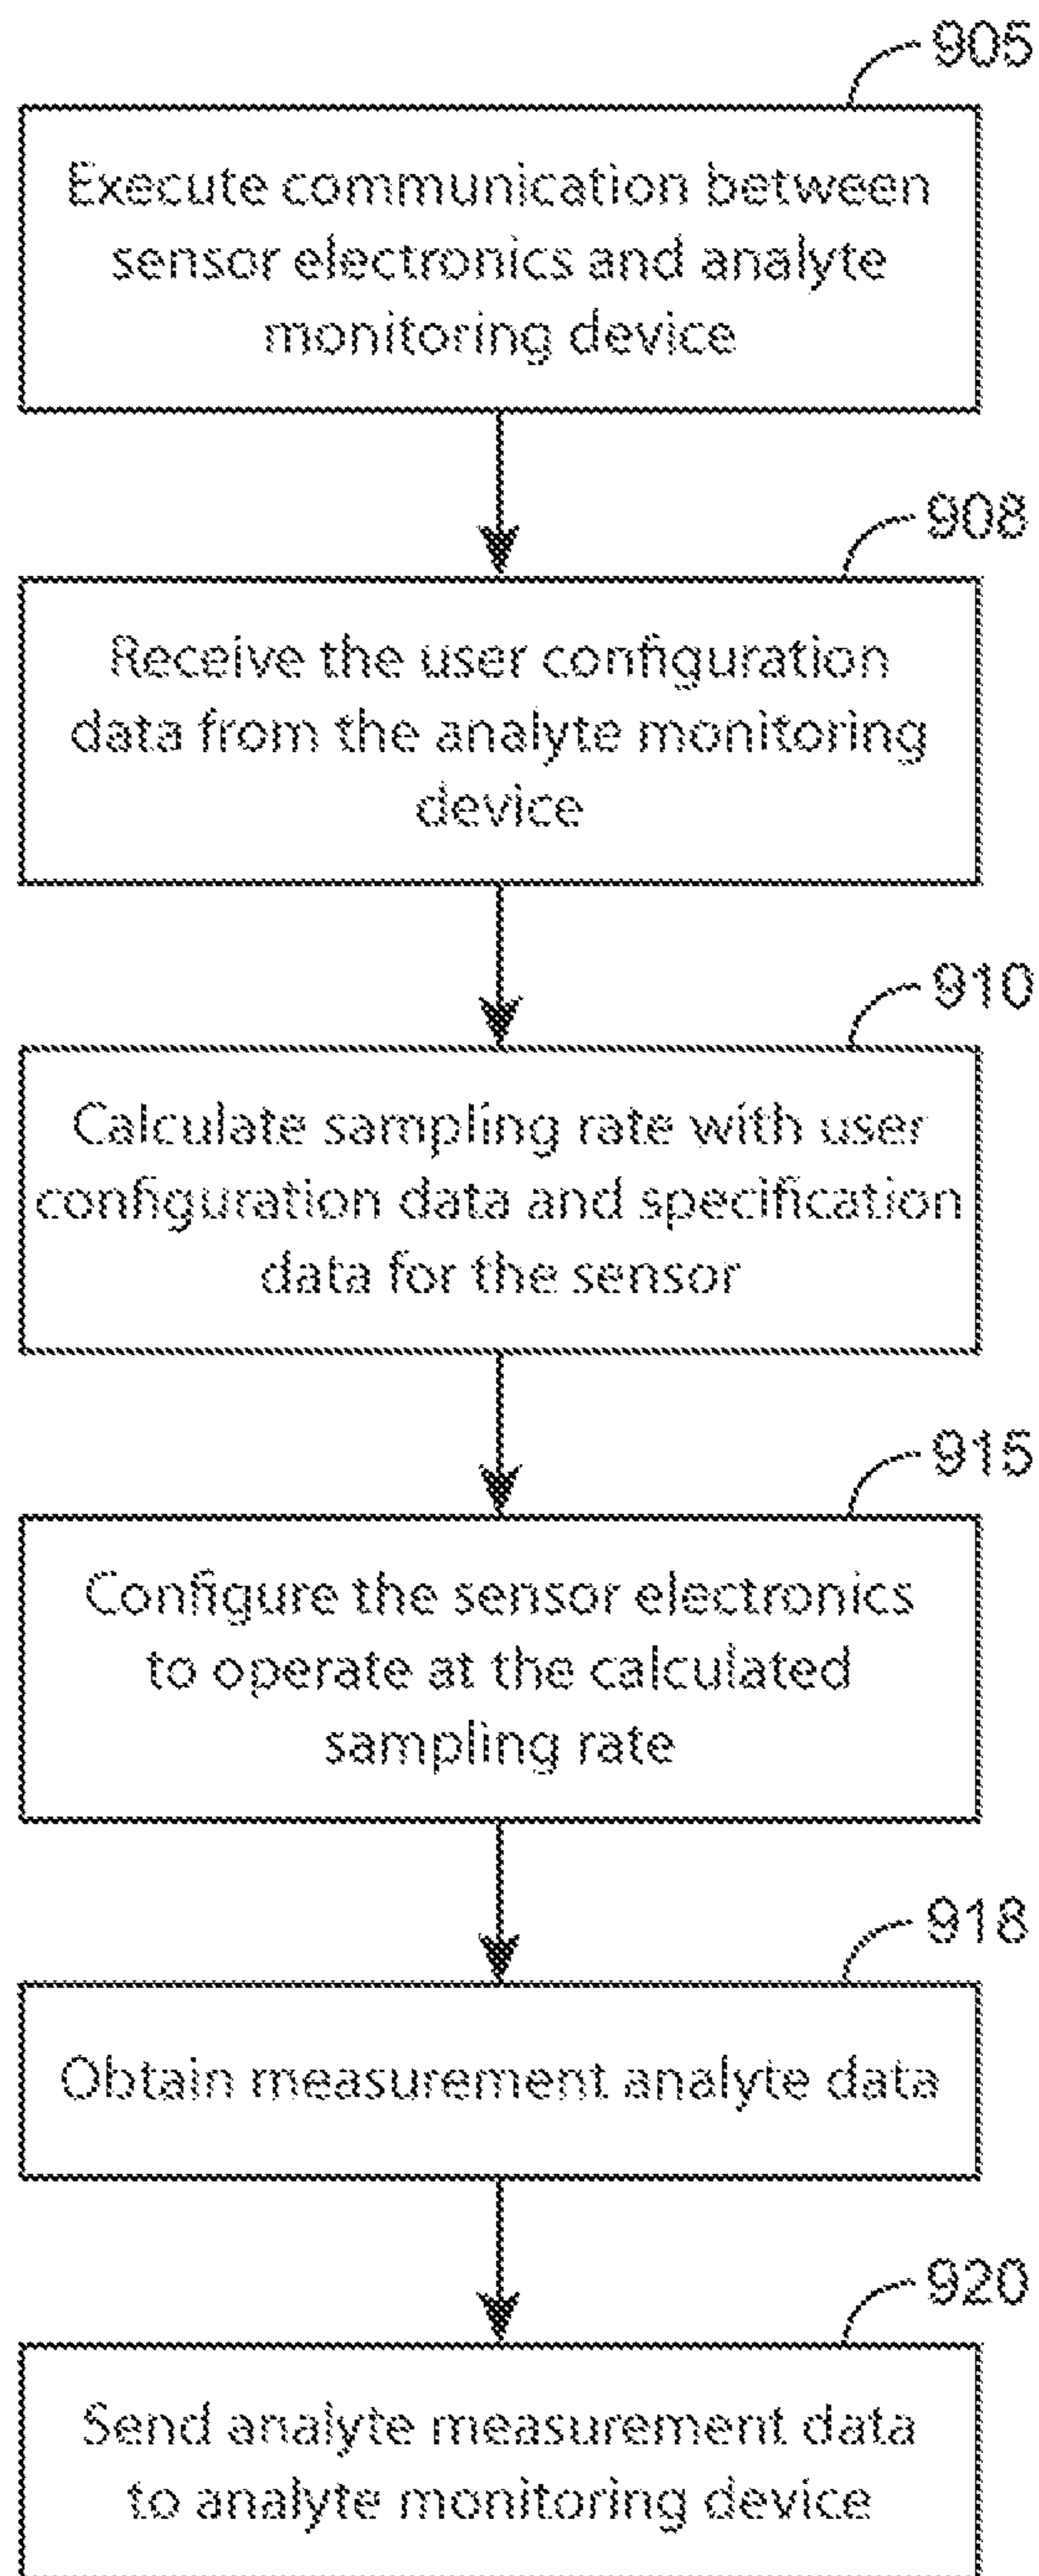 905
Execute communication between
sensor electronics and analyte
monitoring device
908
Receive the user configuration
data from the analyte monitoring
device
910
Calculate sampling rate with user
configuration data and specification
data for the sensor
915
Configure the sensor electronics
to operate at the calculated
sampling rate
918
Obtain measurement analyte data
920
Send analyte measurement data
to analyte monitoring device